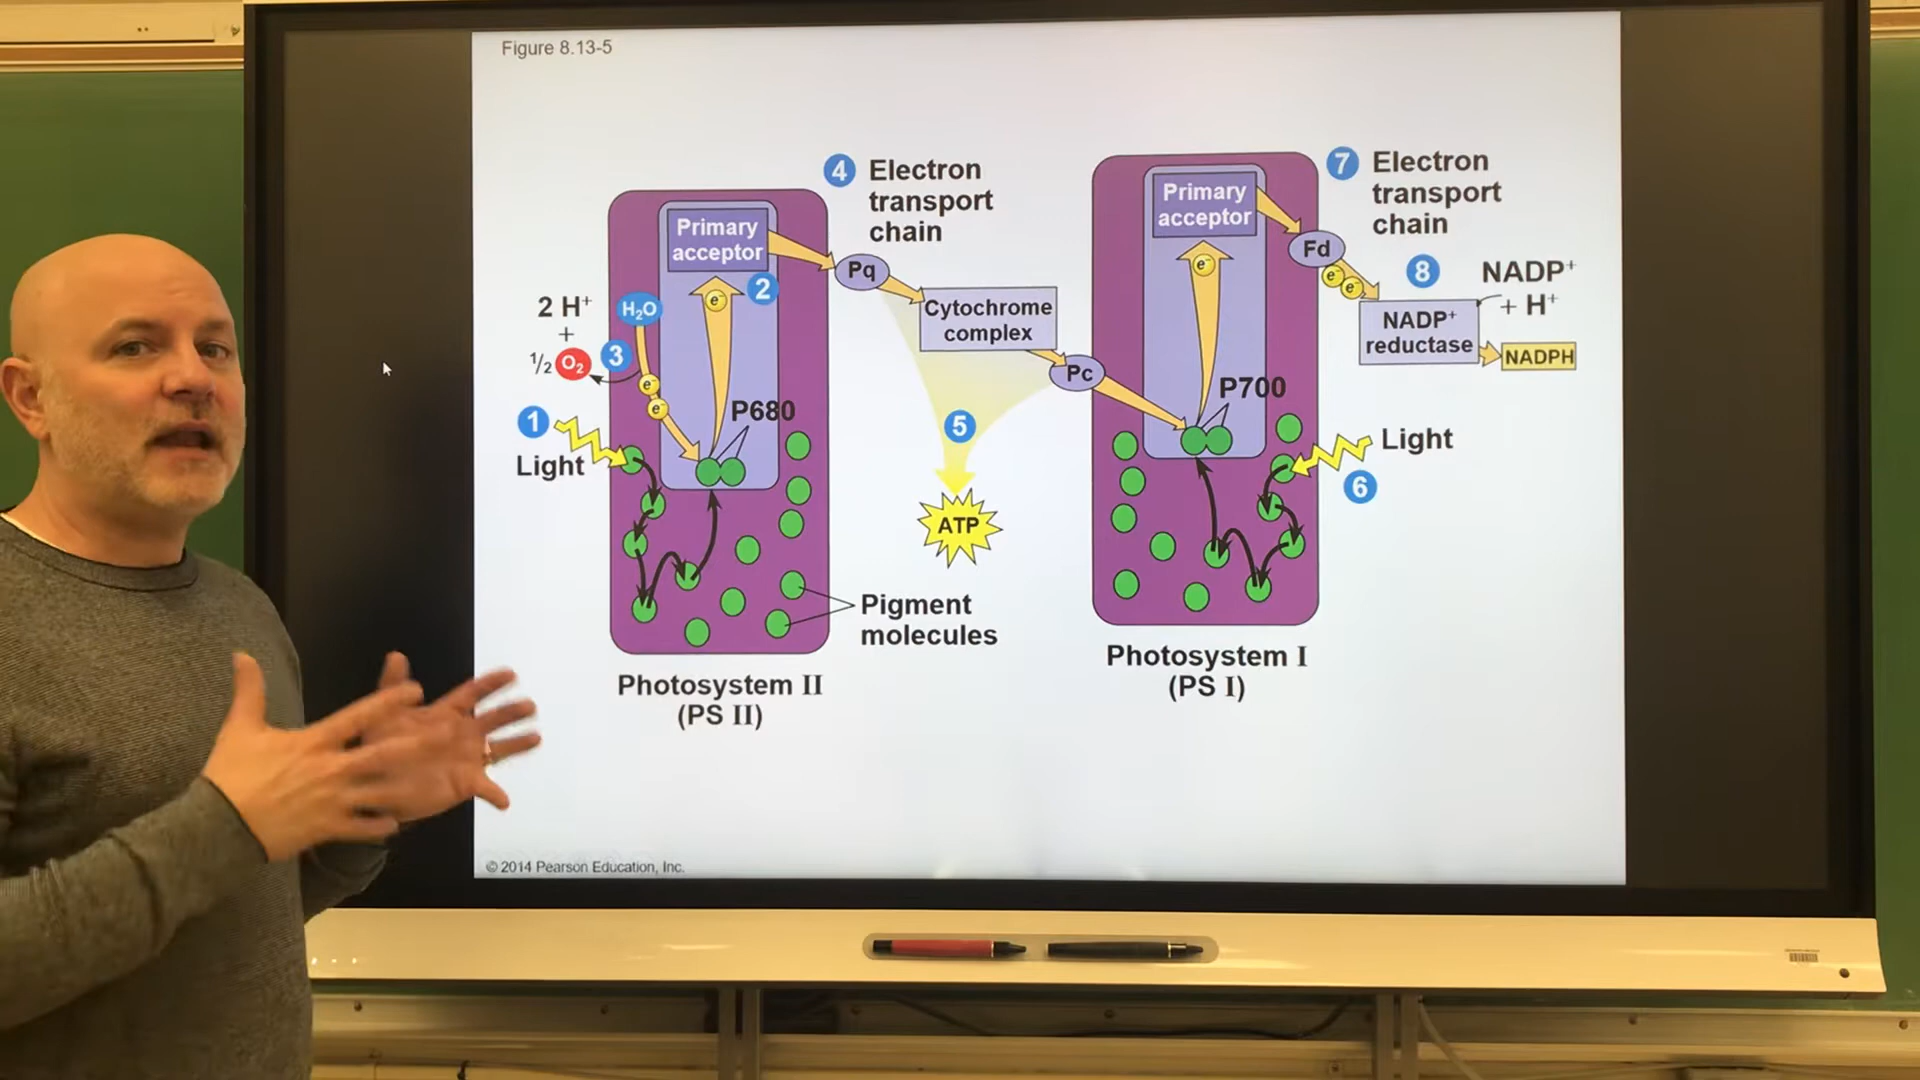 Figure 8.13-5
4 Electron
transport
chain
7 Electron
transport
chain
Primary
acceptor
Primary
acceptor
Pq
Fd
e⁻
e⁻
8
NADP⁺
+ H⁺
2 H⁺
+
½ O₂
H₂O
3
e⁻
2
e⁻
e⁻
Cytochrome
complex
e⁻
NADP⁺
reductase
NADPH
Pc
P680
P700
1
Light
5
Light
6
ATP
Pigment
molecules
Photosystem II
(PS II)
Photosystem I
(PS I)
© 2014 Pearson Education, Inc.